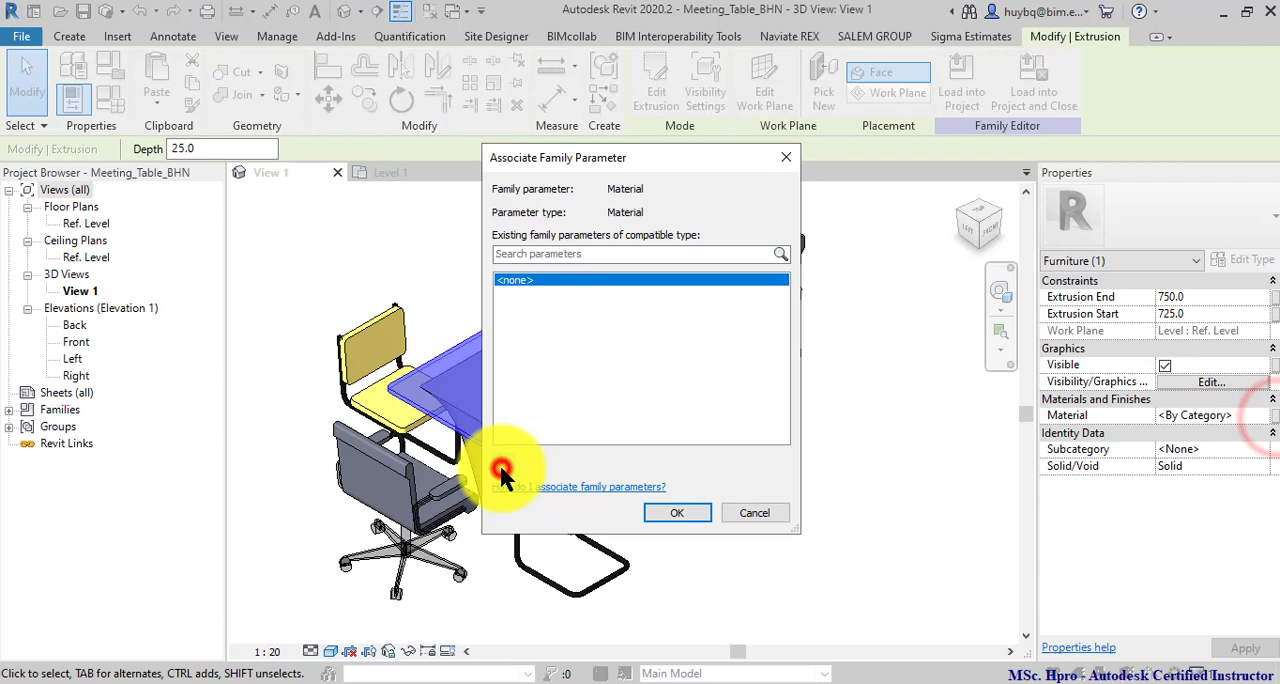 Autodesk Revit 2020.2 - Meeting_Table_BHN - 3D View: View 1
huybq@bim.e...
File Create Insert Annotate View Manage Add-Ins Quantification Site Designer BIMcollab BIM Interoperability Tools Naviate REX SALEM GROUP Sigma Estimates Modify | Extrusion
Modify Paste Cut Join Edit Extrusion Visibility Settings Edit Work Plane Pick New Face Work Plane Load into Project Load into Project and Close
Select Properties Clipboard Geometry Modify Measure Create Mode Work Plane Placement Family Editor
Modify | Extrusion Depth 25.0
Project Browser - Meeting_Table_BHN
Views (all)
Floor Plans
Ref. Level
Ceiling Plans
Ref. Level
3D Views
View 1
Elevations (Elevation 1)
Back
Front
Left
Right
Sheets (all)
Families
Groups
Revit Links
View 1 Level 1
LEFT FRONT
Associate Family Parameter
Family parameter: Material
Parameter type: Material
Existing family parameters of compatible type:
Search parameters
<none>
How do I associate family parameters?
OK Cancel
Properties
R
Furniture (1) Edit Type
Constraints
Extrusion End 750.0
Extrusion Start 725.0
Work Plane Level : Ref. Level
Graphics
Visible
Visibility/Graphics ... Edit...
Materials and Finishes
Material <By Category>
Identity Data
Subcategory <None>
Solid/Void Solid
Properties help Apply
1 : 20
Click to select, TAB for alternates, CTRL adds, SHIFT unselects.
:0 Main Model
MSc. Hpro - Autodesk Certified Instructor